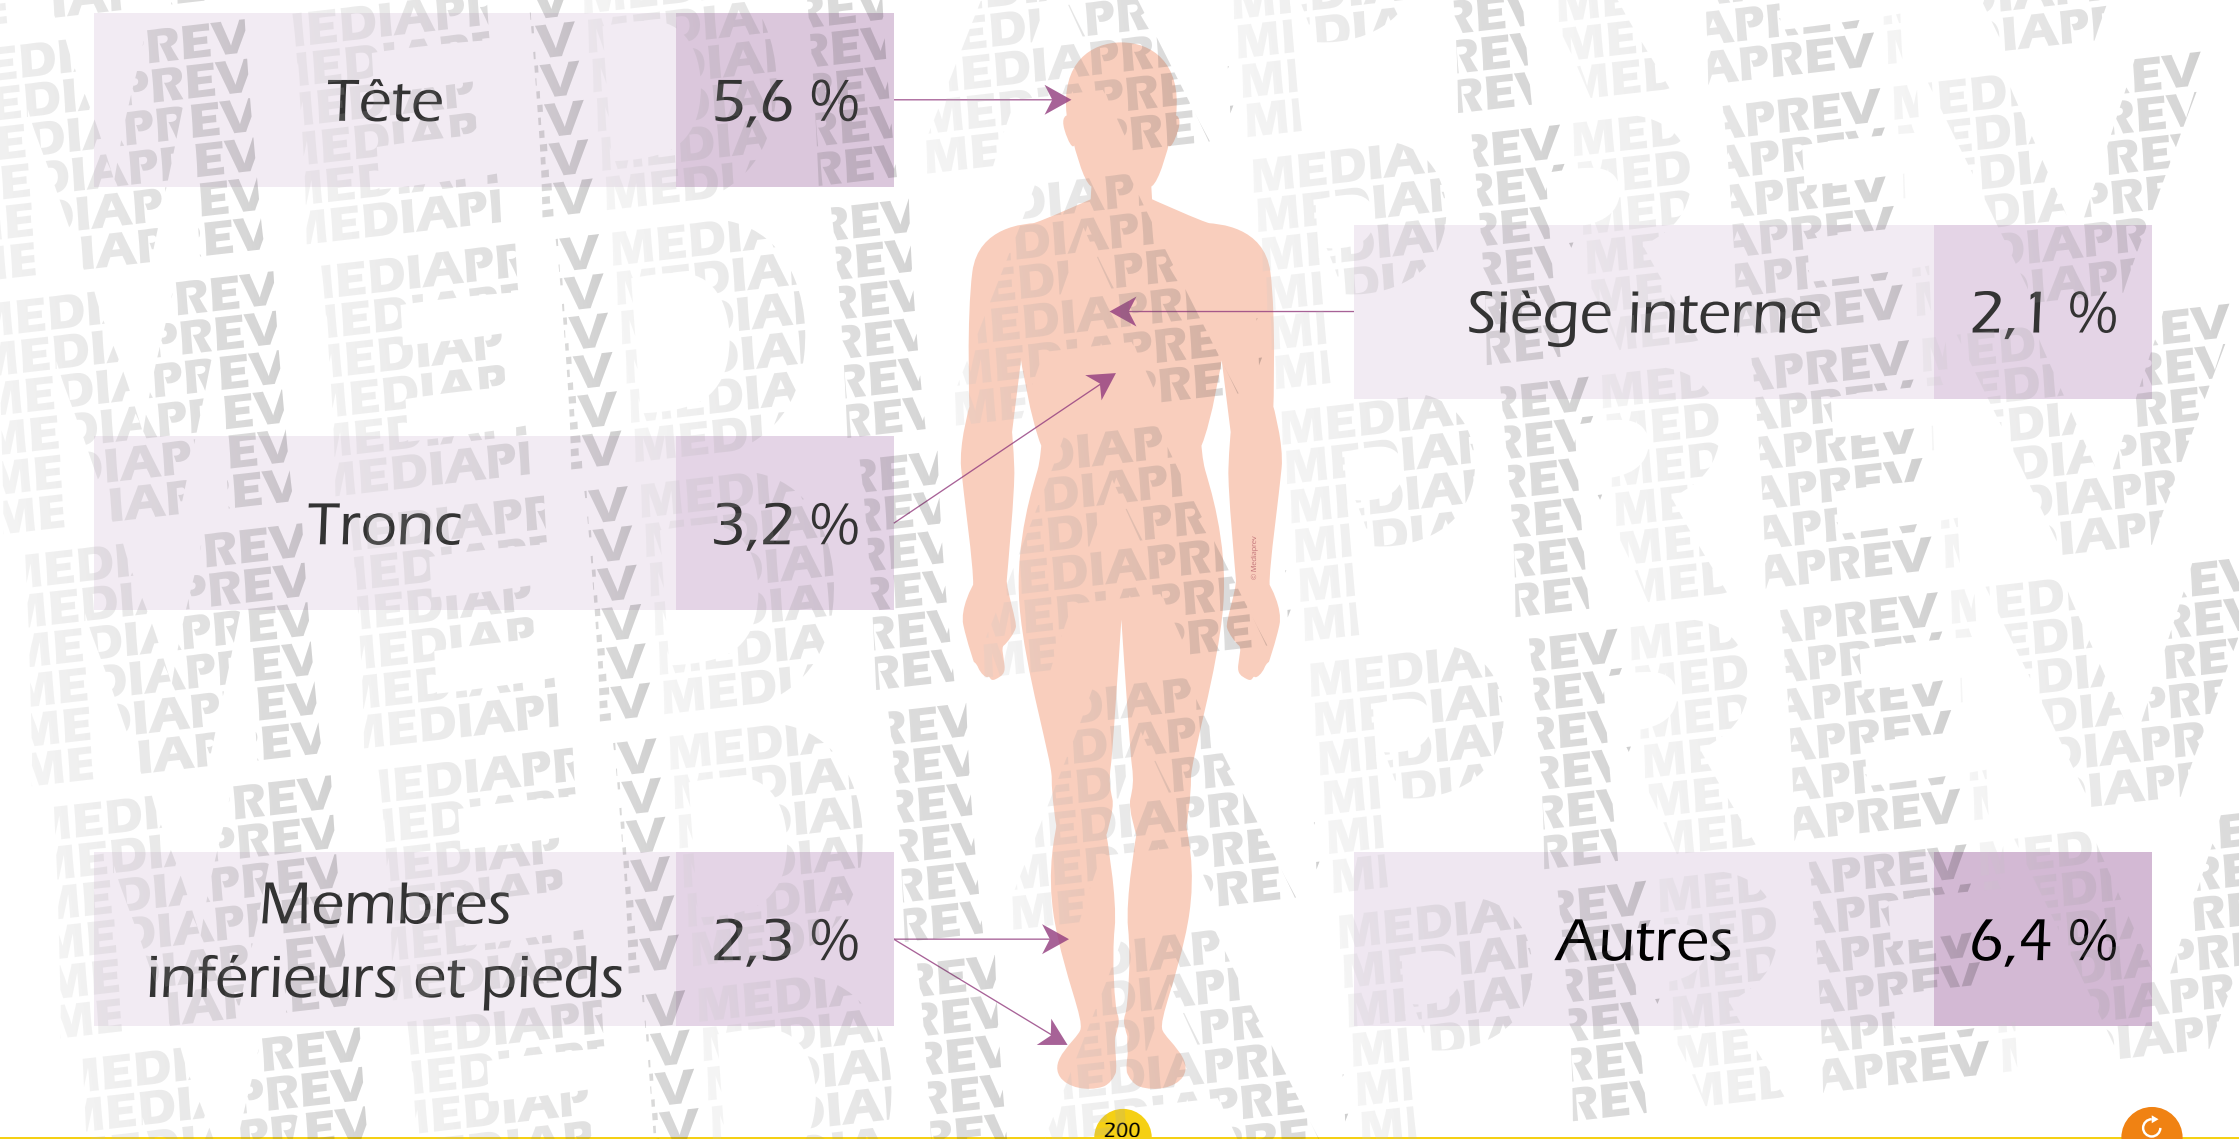 Tête
5,6 %
Siège interne
2,1 %
Tronc
3,2 %
© Mediaprev
Membres
inférieurs et pieds
2,3 %
Autres
6,4 %
200